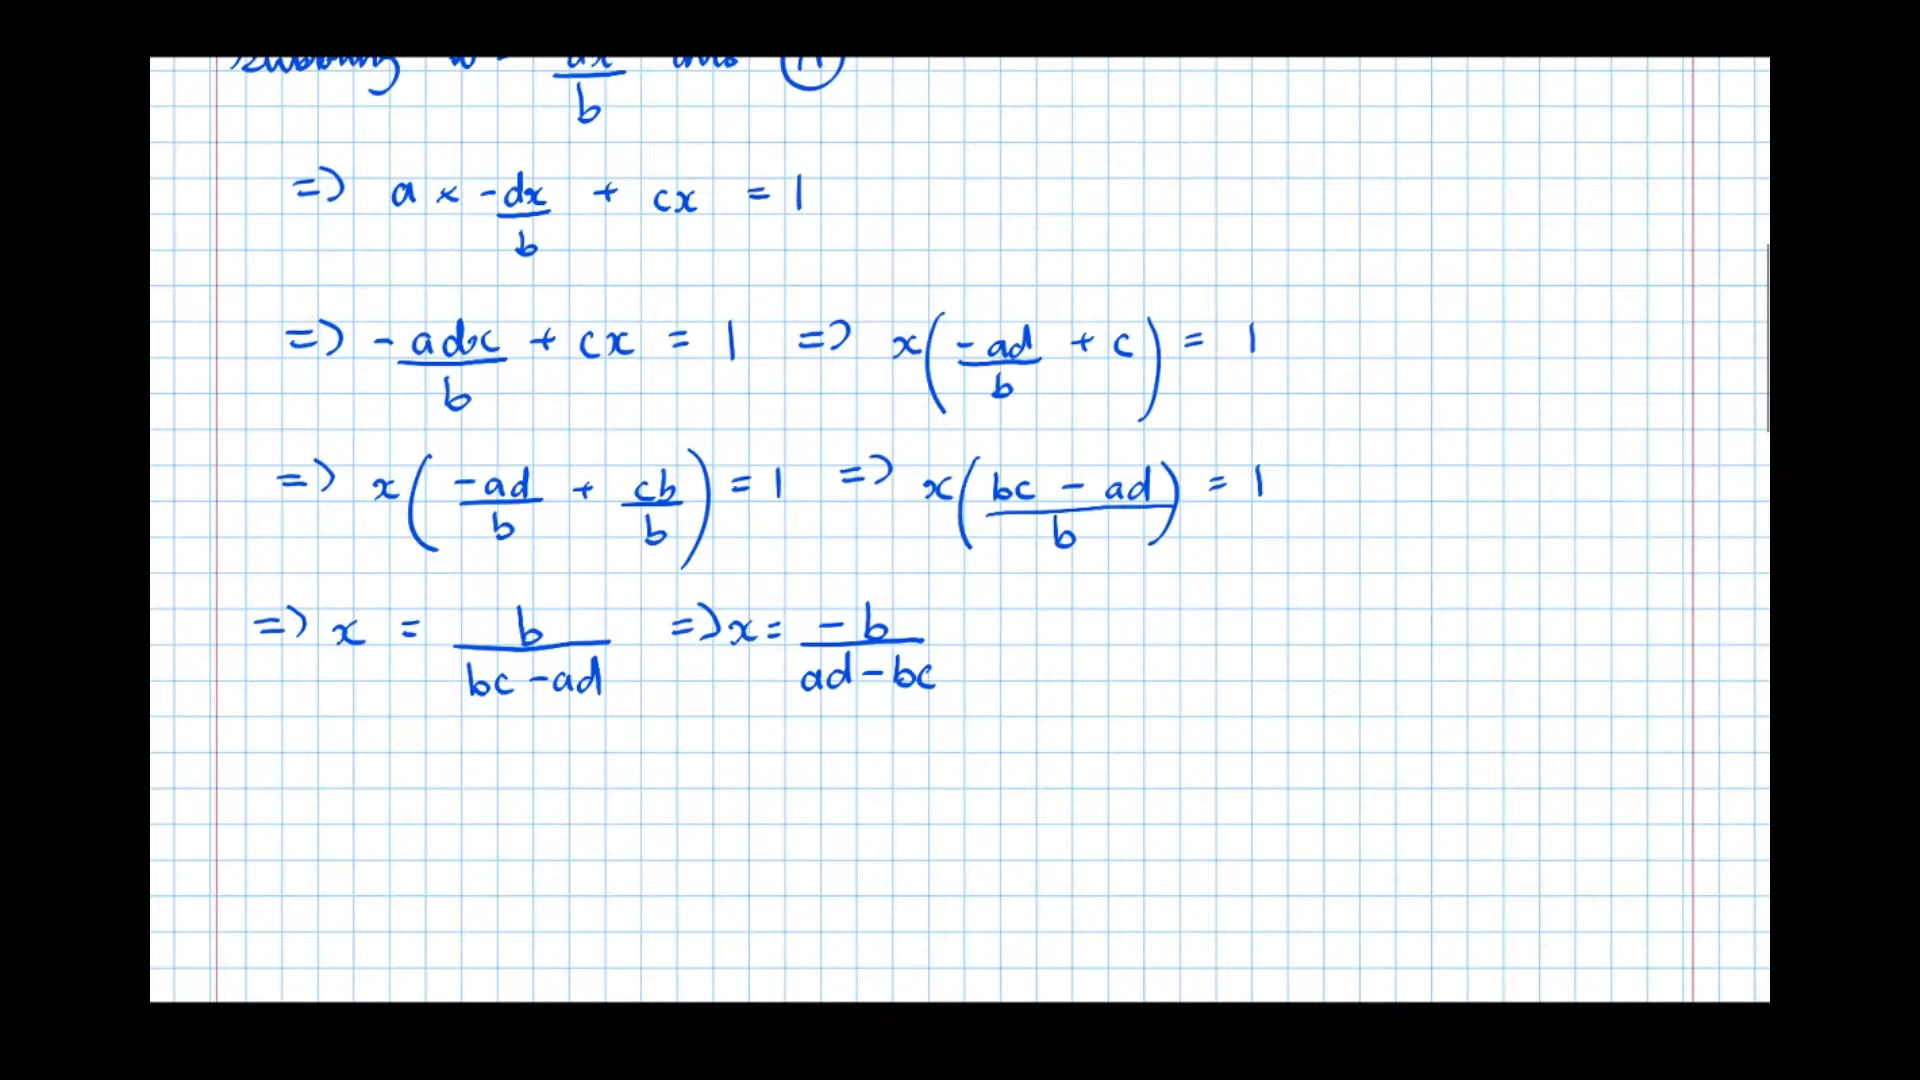 b
=> a × -dx/b + cx = 1
=> -adx/b + cx = 1 => x(-ad/b + c) = 1
=> x(-ad/b + cb/b) = 1 => x((bc - ad)/b) = 1
=> x = b/(bc - ad) => x = -b/(ad - bc)